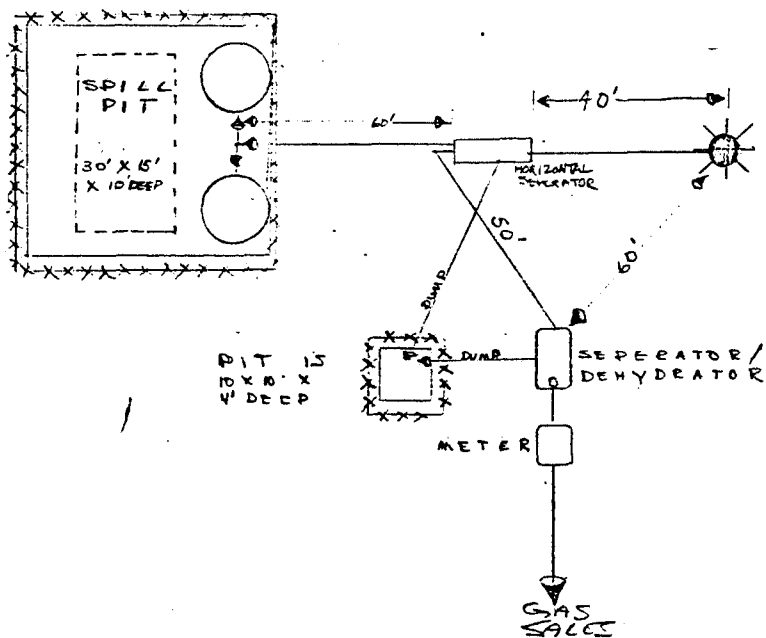 SPILL
PIT
30' X 15'
X 10' DEEP
60'
40'
HORIZONTAL
SEPERATOR
50'
60'
DUMP
DUMP
PIT IS
10 X 10 X
4' DEEP
SEPERATOR/
DEHYDRATOR
METER
GAS
SALES